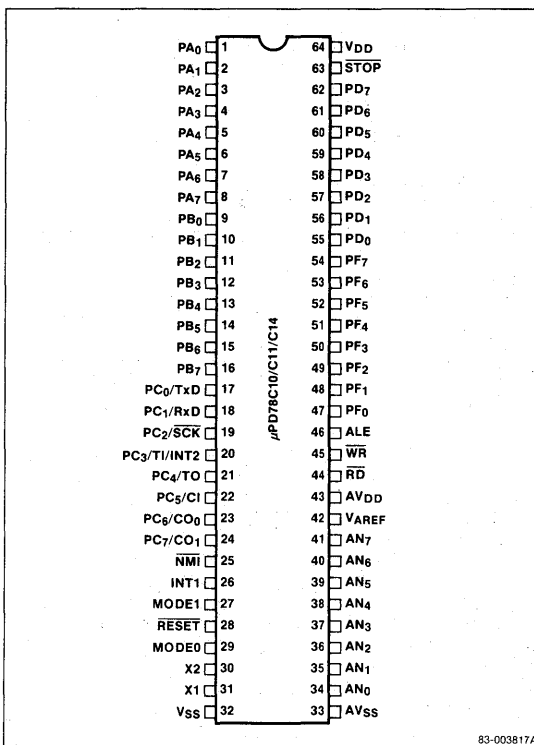 PA0 1 64 VDD
PA1 2 63 STOP
PA2 3 62 PD7
PA3 4 61 PD6
PA4 5 60 PD5
PA5 6 59 PD4
PA6 7 58 PD3
PA7 8 57 PD2
PB0 9 56 PD1
PB1 10 55 PD0
PB2 11 54 PF7
PB3 12 53 PF6
PB4 13 52 PF5
PB5 14 51 PF4
PB6 15 50 PF3
PB7 16 49 PF2
PC0/TxD 17 48 PF1
PC1/RxD 18 47 PF0
PC2/SCK 19 46 ALE
PC3/TI/INT2 20 45 WR
PC4/TO 21 44 RD
PC5/CI 22 43 AVDD
PC6/CO0 23 42 VAREF
PC7/CO1 24 41 AN7
NMI 25 40 AN6
INT1 26 39 AN5
MODE1 27 38 AN4
RESET 28 37 AN3
MODE0 29 36 AN2
X2 30 35 AN1
X1 31 34 AN0
VSS 32 33 AVSS
μPD78C10/C11/C14
83-003817A